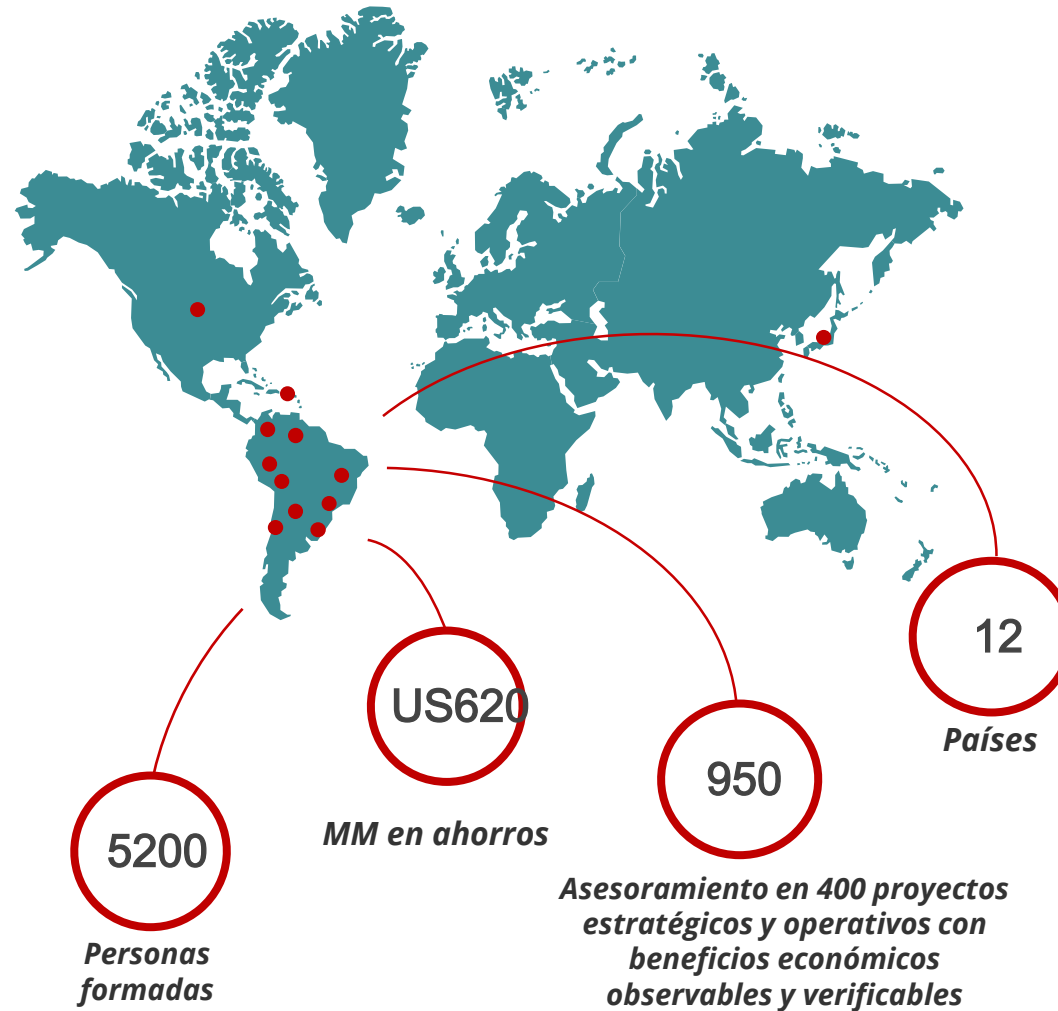 12
Países
US620
MM en ahorros
950
Asesoramiento en 400 proyectos
estratégicos y operativos con
beneficios económicos
observables y verificables
5200
Personas
formadas